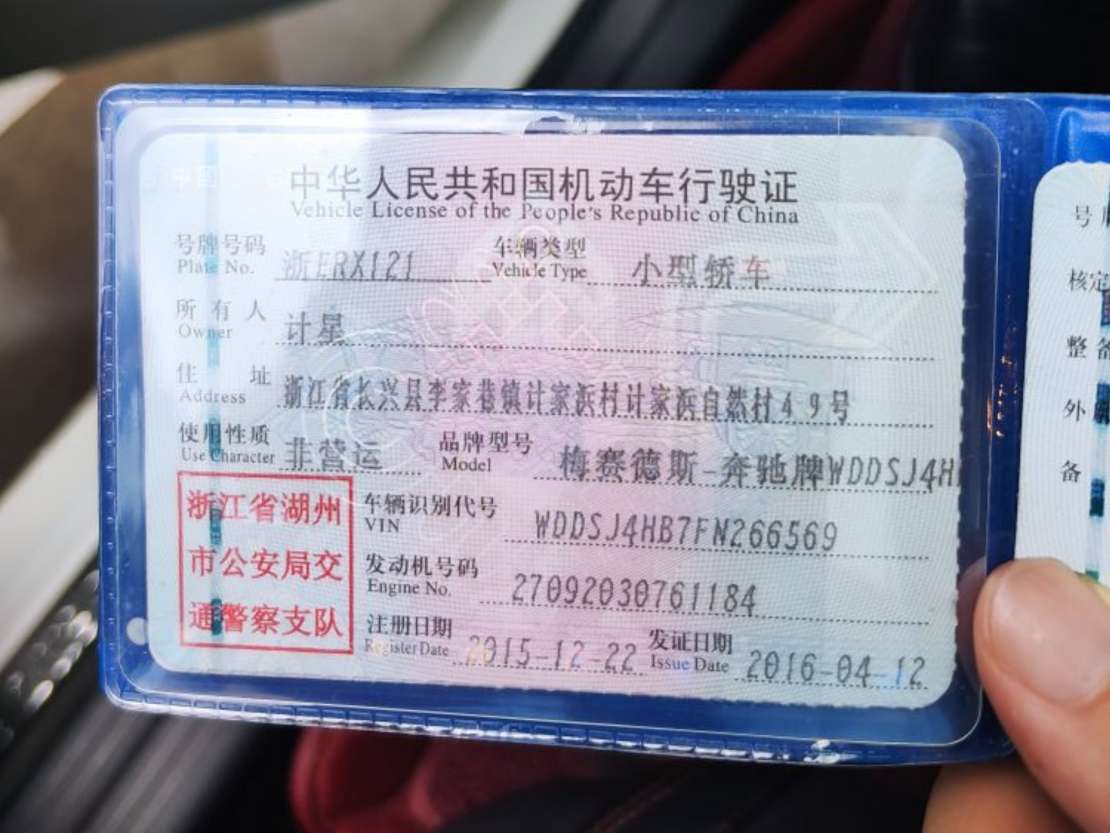 中华人民共和国机动车行驶证
Vehicle License of the People's Republic of China
号牌号码 浙ERX121 车辆类型 小型轿车
Plate No. Vehicle Type
所有人 计星
Owner
住址 浙江省长兴县李家巷镇计家浜村计家浜自然村49号
Address
使用性质 非营运 品牌型号 梅赛德斯-奔驰牌WDDSJ4H
Use Character Model
浙江省湖州
市公安局交
通警察支队
车辆识别代号 WDDSJ4HB7FN266569
VIN
发动机号码 27092030761184
Engine No.
注册日期 2015-12-22 发证日期 2016-04-12
Register Date Issue Date
号
核定
整备
外
备